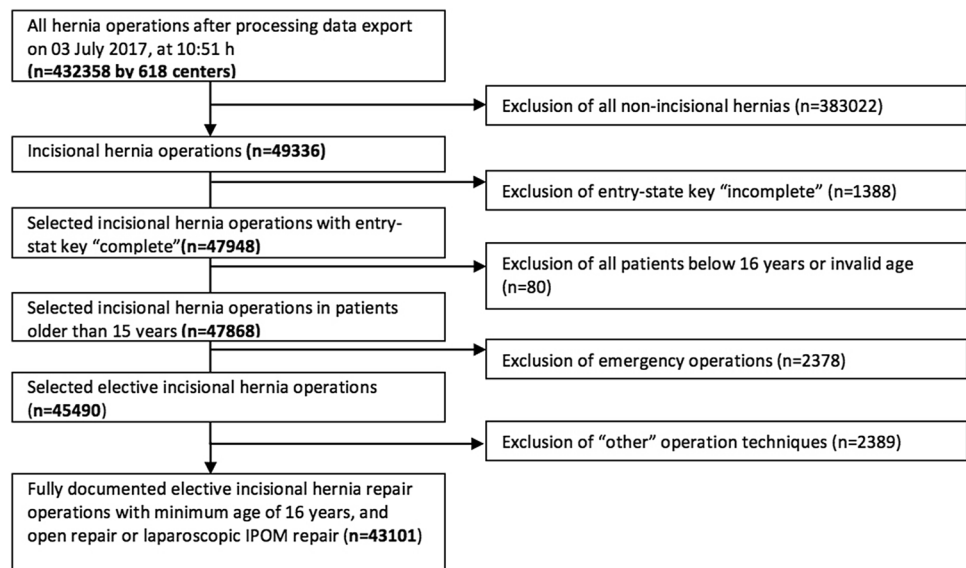 All hernia operations after processing data export
on 03 July 2017, at 10:51 h
(n=432358 by 618 centers)
Exclusion of all non-incisional hernias (n=383022)
Incisional hernia operations (n=49336)
Exclusion of entry-state key “incomplete” (n=1388)
Selected incisional hernia operations with entry-
stat key “complete”(n=47948)
Exclusion of all patients below 16 years or invalid age
(n=80)
Selected incisional hernia operations in patients
older than 15 years (n=47868)
Exclusion of emergency operations (n=2378)
Selected elective incisional hernia operations
(n=45490)
Exclusion of “other” operation techniques (n=2389)
Fully documented elective incisional hernia repair
operations with minimum age of 16 years, and
open repair or laparoscopic IPOM repair (n=43101)